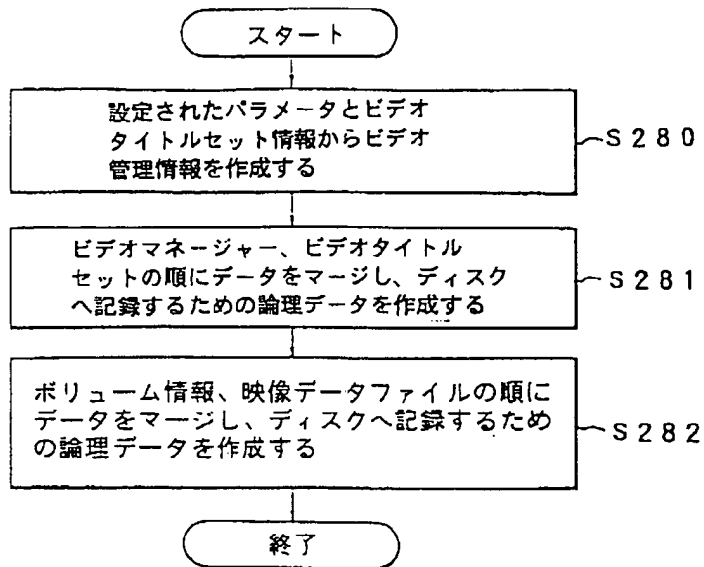 スタート
設定されたパラメータとビデオ
タイトルセット情報からビデオ
管理情報を作成する
S280
ビデオマネージャー、ビデオタイトル
セットの順にデータをマージし、ディスク
へ記録するための論理データを作成する
S281
ボリューム情報、映像データファイルの順に
データをマージし、ディスクへ記録するため
の論理データを作成する
S282
終了